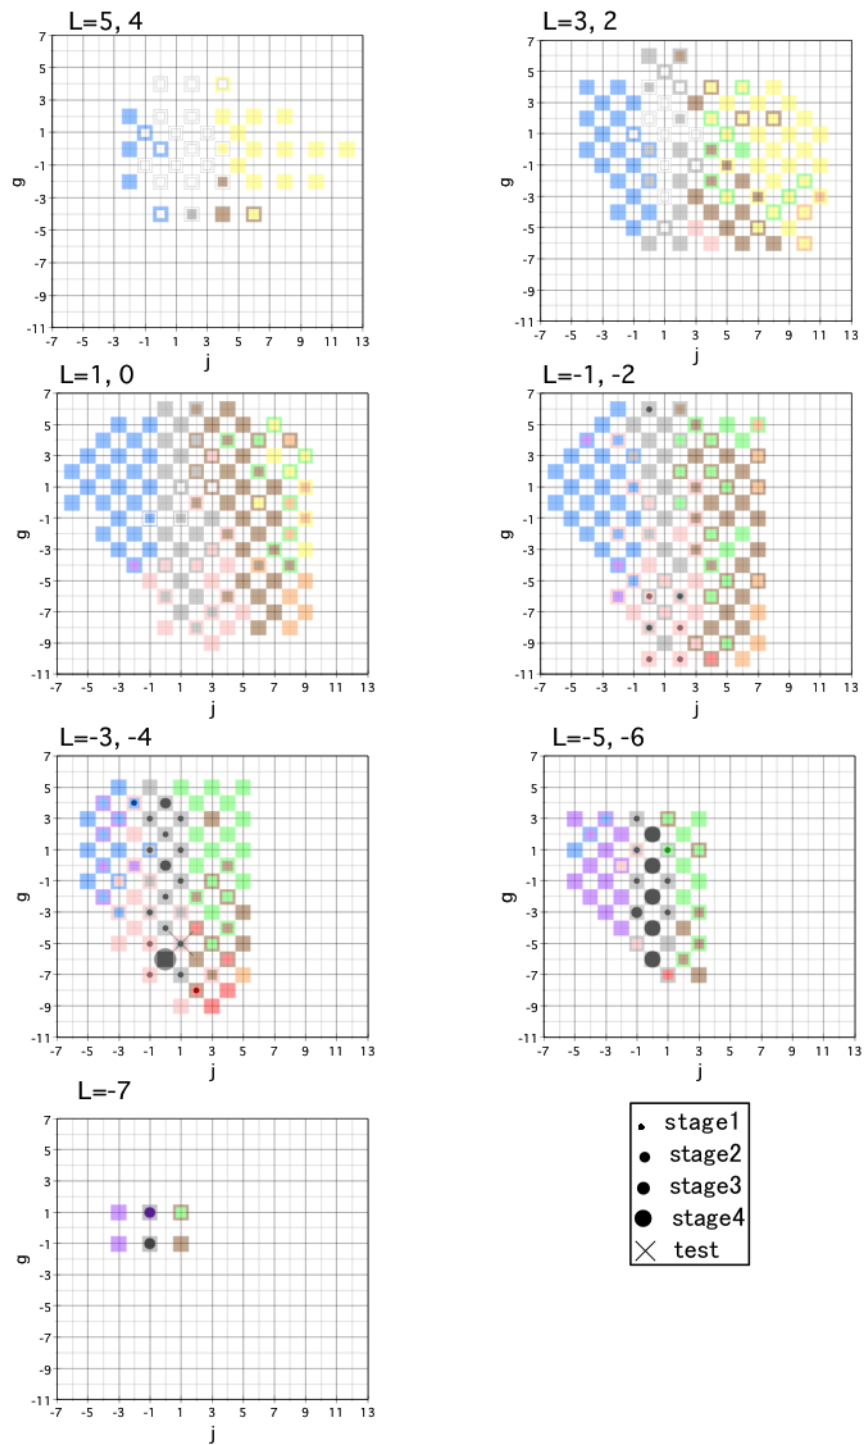 L=5, 4
L=3, 2
7
5
3
1
-1
-3
-5
-7
-9
-11
g
-7 -5 -3 -1 1 3 5 7 9 11 13
j
7
5
3
1
-1
-3
-5
-7
-9
-11
g
-7 -5 -3 -1 1 3 5 7 9 11 13
j
L=1, 0
L=-1, -2
7
5
3
1
-1
-3
-5
-7
-9
-11
g
-7 -5 -3 -1 1 3 5 7 9 11 13
j
7
5
3
1
-1
-3
-5
-7
-9
-11
g
-7 -5 -3 -1 1 3 5 7 9 11 13
j
L=-3, -4
L=-5, -6
7
5
3
1
-1
-3
-5
-7
-9
-11
g
-7 -5 -3 -1 1 3 5 7 9 11 13
j
7
5
3
1
-1
-3
-5
-7
-9
-11
g
-7 -5 -3 -1 1 3 5 7 9 11 13
j
L=-7
7
5
3
1
-1
-3
-5
-7
-9
-11
g
-7 -5 -3 -1 1 3 5 7 9 11 13
j
stage1
stage2
stage3
stage4
test